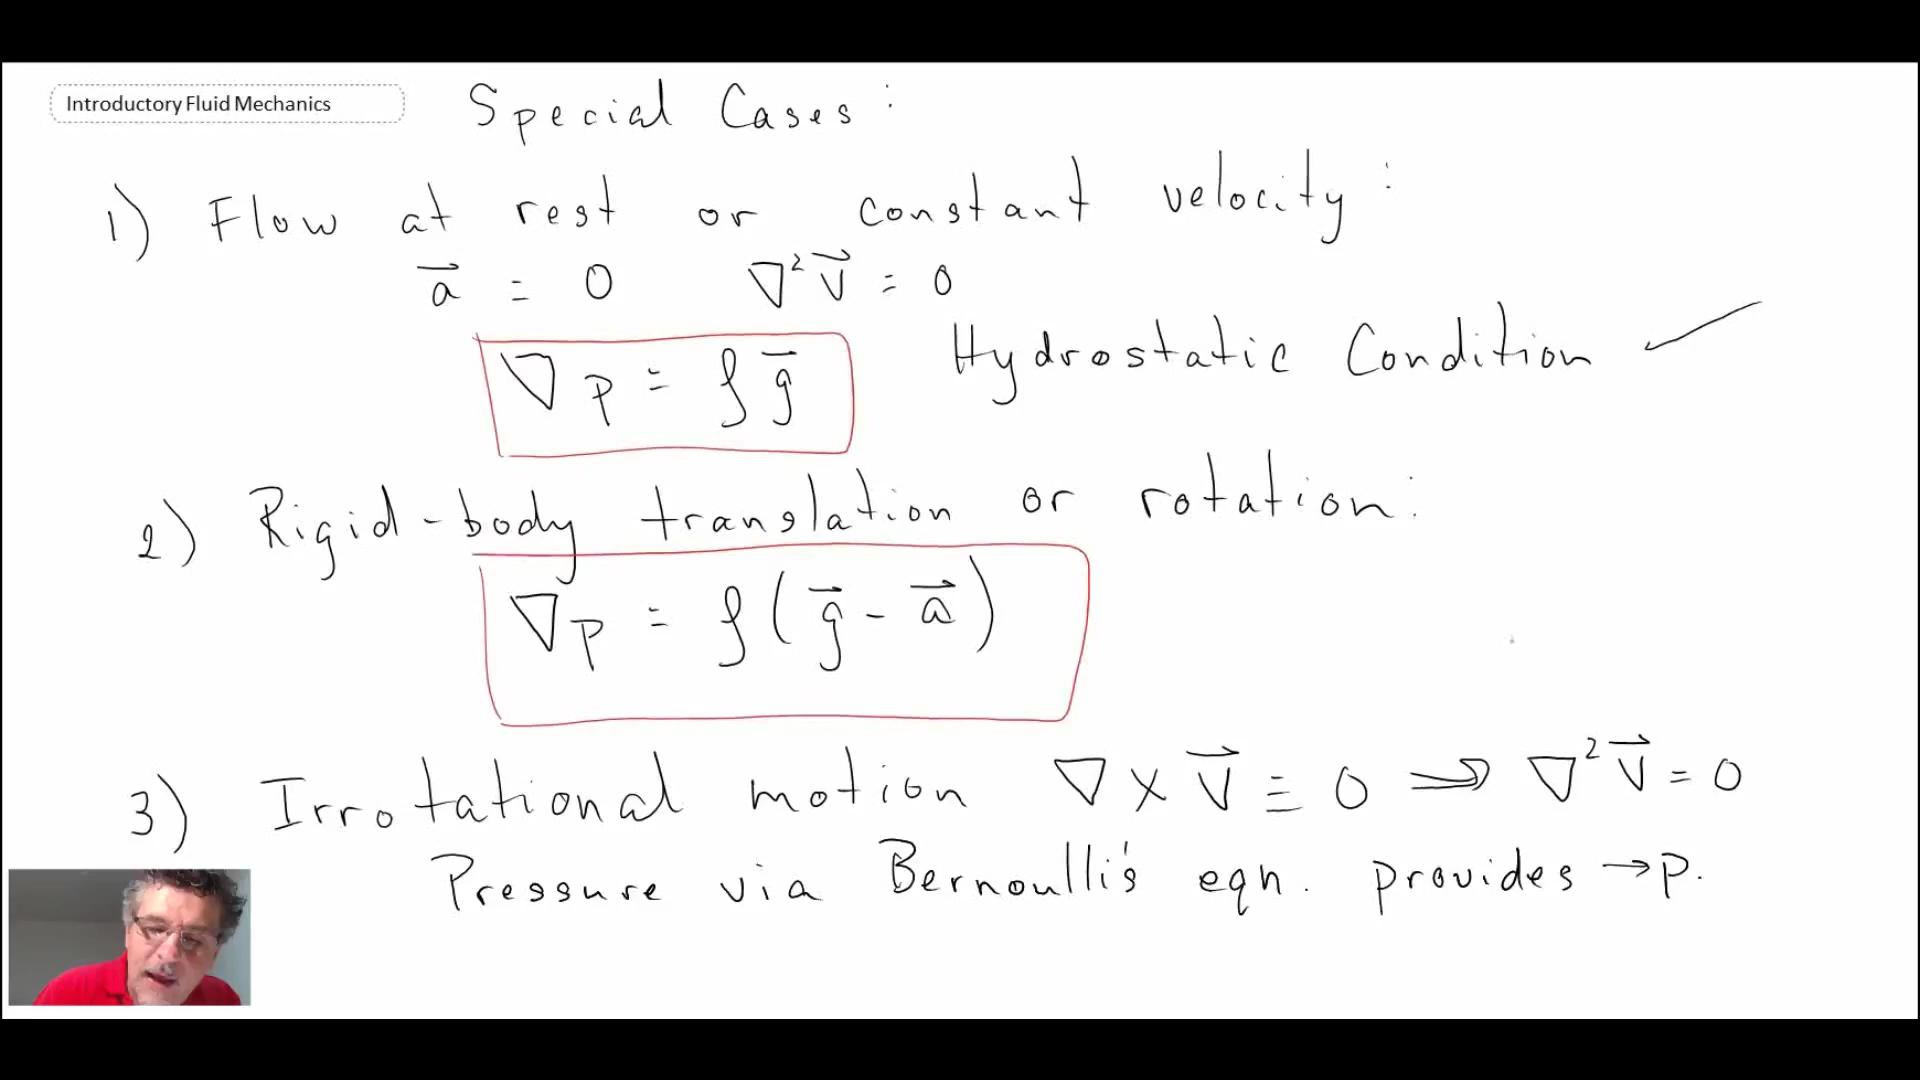 Introductory Fluid Mechanics
Special Cases:
1) Flow at rest or constant velocity:
a⃗ = 0 ∇²V⃗ = 0
∇p = ρg⃗ Hydrostatic Condition ✓
2) Rigid-body translation or rotation:
∇p = ρ(g⃗ - a⃗)
3) Irrotational motion ∇ × V⃗ ≡ 0 ⇒ ∇²V⃗ = 0
Pressure via Bernoulli's eqn. provides → p.